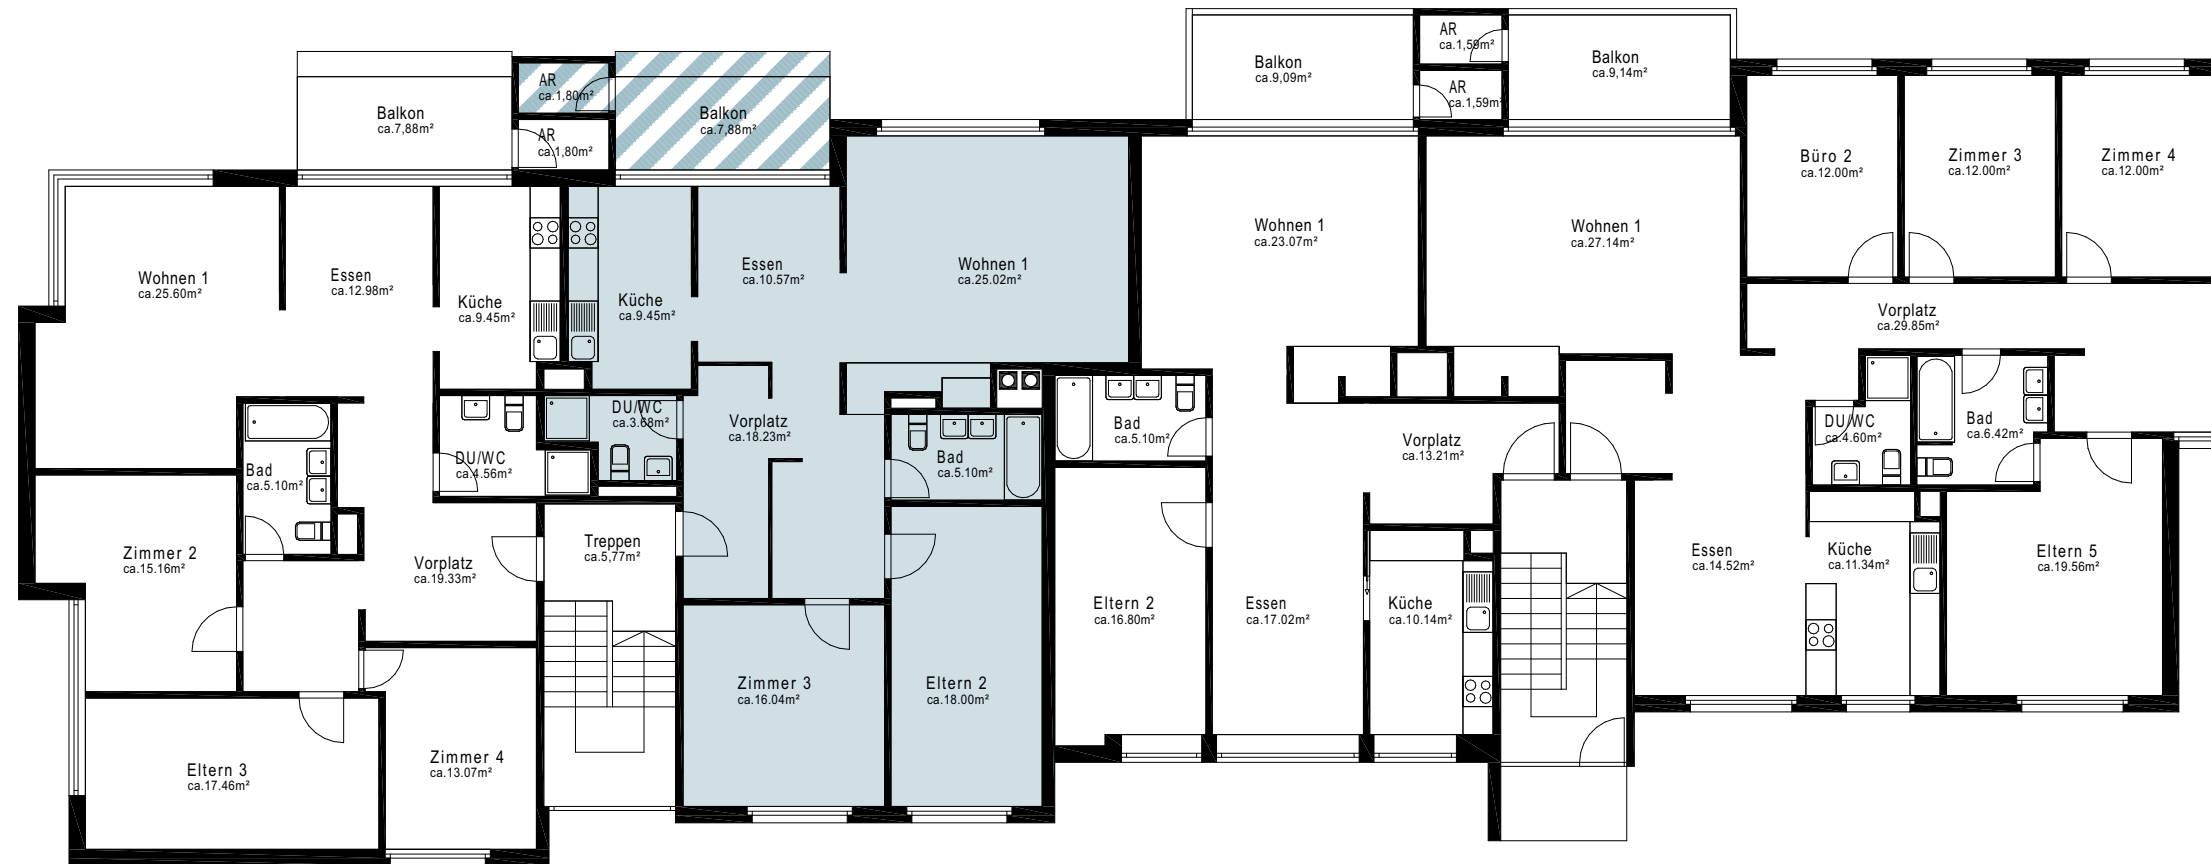 Balkon
ca.7,88m²
AR
ca.1,80m²
AR
ca.1,80m²
Balkon
ca.7,88m²
Balkon
ca.9,09m²
AR
ca.1,59m²
AR
ca.1,59m²
Balkon
ca.9,14m²
Wohnen 1
ca.25.60m²
Essen
ca.12.98m²
Küche
ca.9.45m²
Küche
ca.9.45m²
Essen
ca.10.57m²
Wohnen 1
ca.25.02m²
Wohnen 1
ca.23.07m²
Wohnen 1
ca.27.14m²
Büro 2
ca.12.00m²
Zimmer 3
ca.12.00m²
Zimmer 4
ca.12.00m²
Vorplatz
ca.29.85m²
Bad
ca.5.10m²
DU/WC
ca.4.56m²
DU/WC
ca.3.68m²
Vorplatz
ca.18.23m²
Bad
ca.5.10m²
Bad
ca.5.10m²
Vorplatz
ca.13.21m²
DU/WC
ca.4.60m²
Bad
ca.6.42m²
Zimmer 2
ca.15.16m²
Vorplatz
ca.19.33m²
Treppen
ca.5,77m²
Eltern 2
ca.16.80m²
Essen
ca.17.02m²
Küche
ca.10.14m²
Essen
ca.14.52m²
Küche
ca.11.34m²
Eltern 5
ca.19.56m²
Eltern 3
ca.17.46m²
Zimmer 4
ca.13.07m²
Zimmer 3
ca.16.04m²
Eltern 2
ca.18.00m²